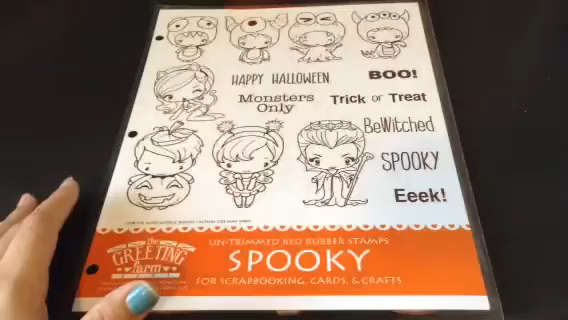 HAPPY HALLOWEEN
BOO!
Monsters
Only
Trick or Treat
BeWitched
SPOOKY
Eeek!
the
GREETING
farm
UN-TRIMMED RED RUBBER STAMPS
SPOOKY
FOR SCRAPBOOKING, CARDS, & CRAFTS